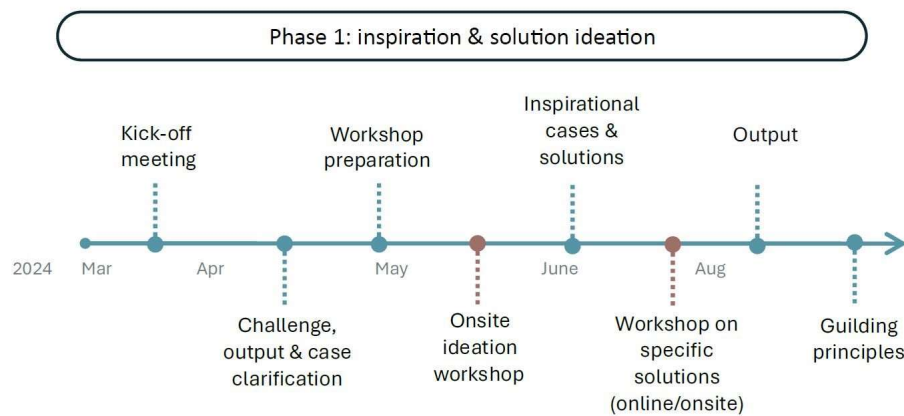 Phase 1: inspiration & solution ideation
Kick-off
meeting
Workshop
preparation
Inspirational
cases &
solutions
Output
2024 Mar Apr May June Aug
Challenge,
output & case
clarification
Onsite
ideation
workshop
Workshop on
specific
solutions
(online/onsite)
Guilding
principles